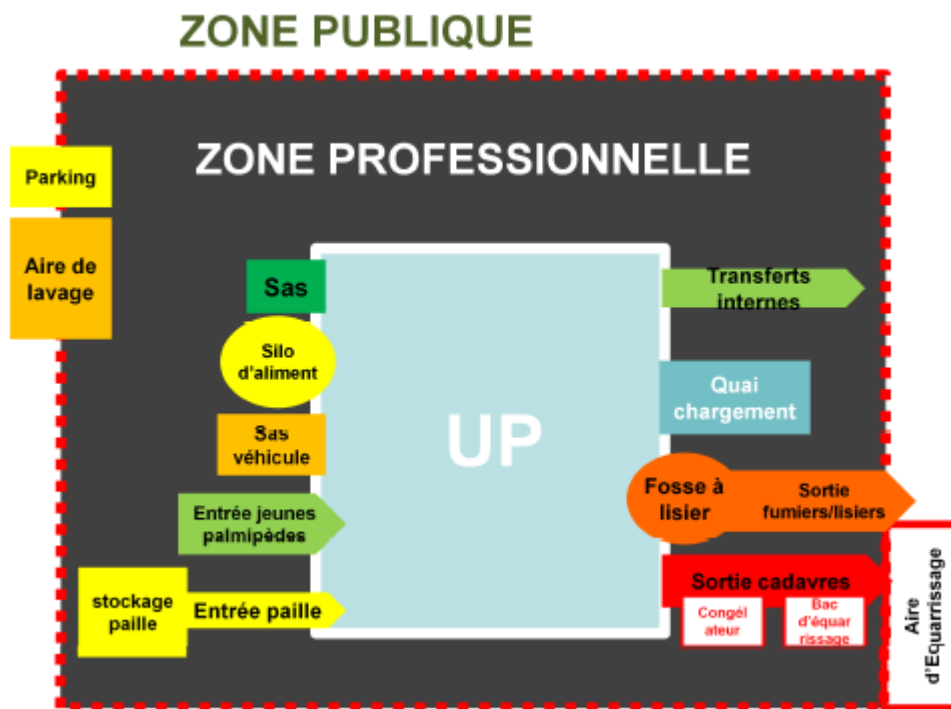 ZONE PUBLIQUE
ZONE PROFESSIONNELLE
Parking
Aire de
lavage
Sas
Silo
d'aliment
Sas
véhicule
Entrée jeunes
palmipèdes
stockage
paille
Entrée paille
UP
Transferts
internes
Quai
chargement
Fosse à
lisier
Sortie
fumiers/lisiers
Sortie cadavres
Congél
ateur
Bac
d'équar
rissage
Aire
d'Equarrissage